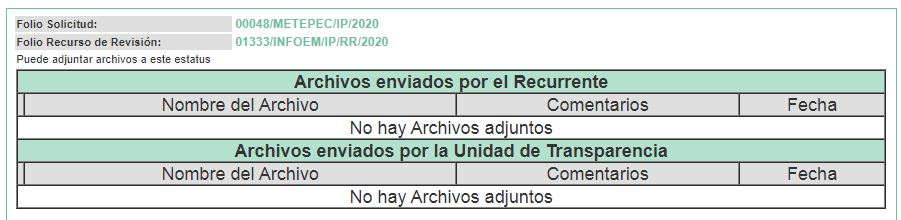 Folio Solicitud: 00048/METEPEC/IP/2020
Folio Recurso de Revisión: 01333/INFOEM/IP/RR/2020
Puede adjuntar archivos a este estatus
Archivos enviados por el Recurrente
Nombre del Archivo Comentarios Fecha
No hay Archivos adjuntos
Archivos enviados por la Unidad de Transparencia
Nombre del Archivo Comentarios Fecha
No hay Archivos adjuntos